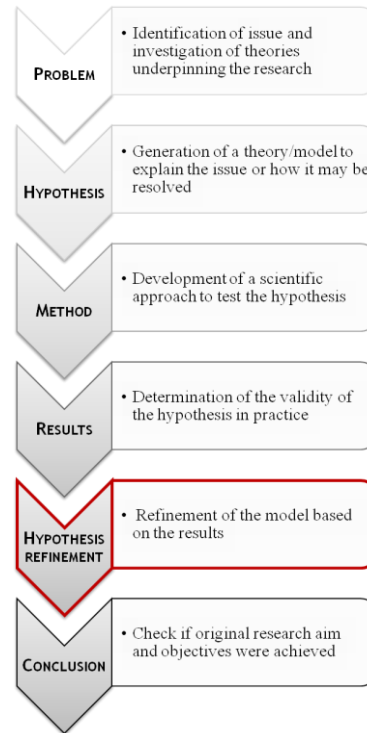 PROBLEM
• Identification of issue and
investigation of theories
underpinning the research
HYPOTHESIS
• Generation of a theory/model to
explain the issue or how it may be
resolved
METHOD
• Development of a scientific
approach to test the hypothesis
RESULTS
• Determination of the validity of
the hypothesis in practice
HYPOTHESIS
REFINEMENT
• Refinement of the model based
on the results
CONCLUSION
• Check if original research aim
and objectives were achieved